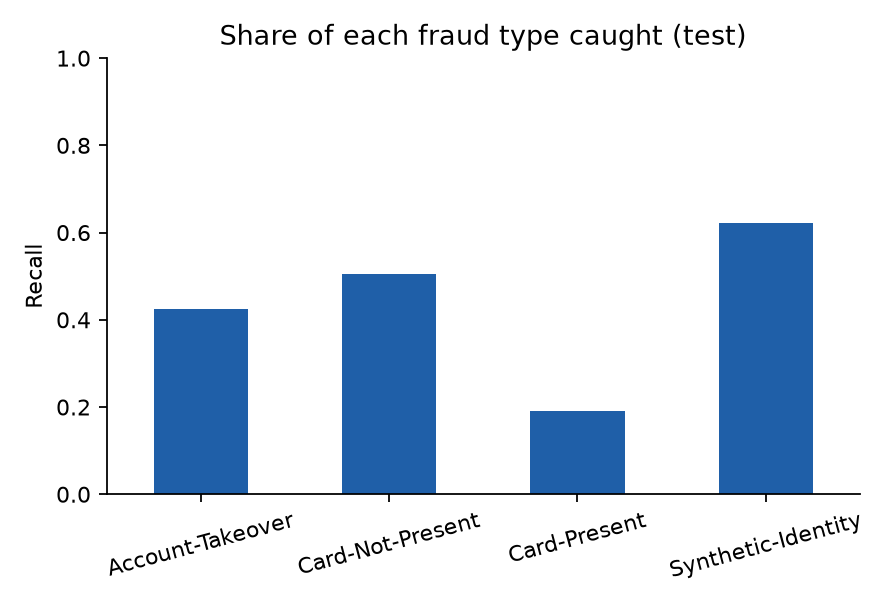 Share of each fraud type caught (test)
1.0
0.8
0.6
0.4
0.2
0.0
Recall
Account-Takeover
Card-Not-Present
Card-Present
Synthetic-Identity